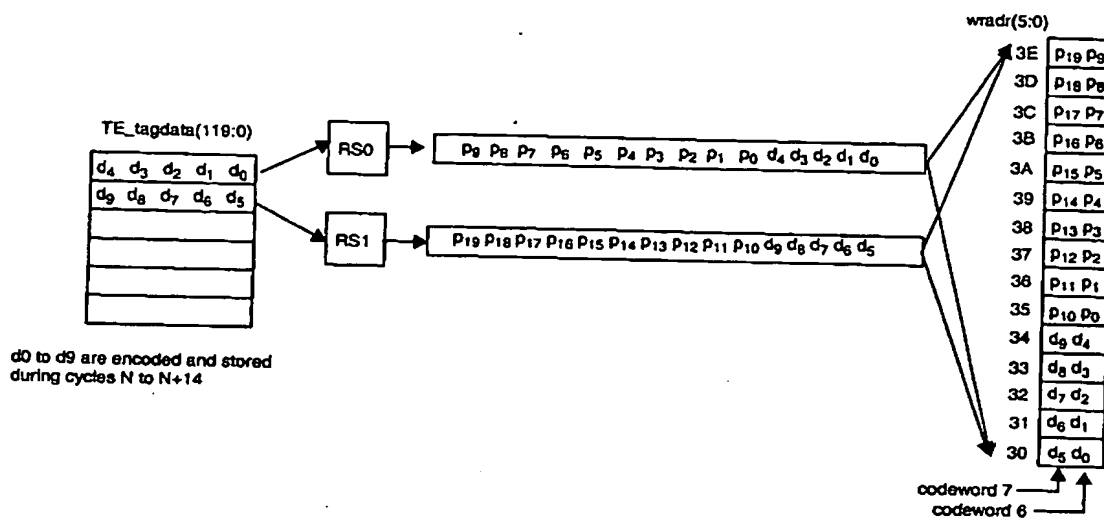 wradr(5:0)
3E p19 p9
3D p18 p8
3C p17 p7
3B p16 p6
3A p15 p5
39 p14 p4
38 p13 p3
37 p12 p2
36 p11 p1
35 p10 p0
34 d9 d4
33 d8 d3
32 d7 d2
31 d6 d1
30 d5 d0
codeword 7
codeword 6
TE_tagdata(119:0)
d4 d3 d2 d1 d0
d9 d8 d7 d6 d5
RS0
p9 p8 p7 p6 p5 p4 p3 p2 p1 p0 d4 d3 d2 d1 d0
RS1
p19 p18 p17 p16 p15 p14 p13 p12 p11 p10 d9 d8 d7 d6 d5
d0 to d9 are encoded and stored
during cycles N to N+14